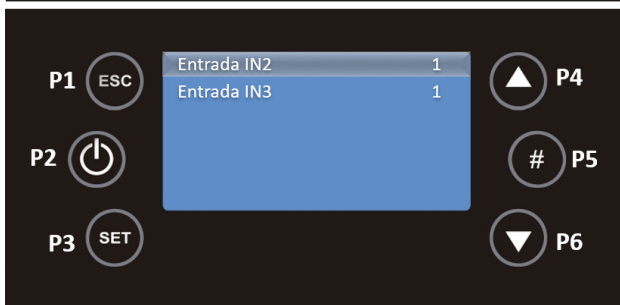 P1 ESC
Entrada IN2 1
P4
Entrada IN3 1
P2
# P5
P3 SET
P6